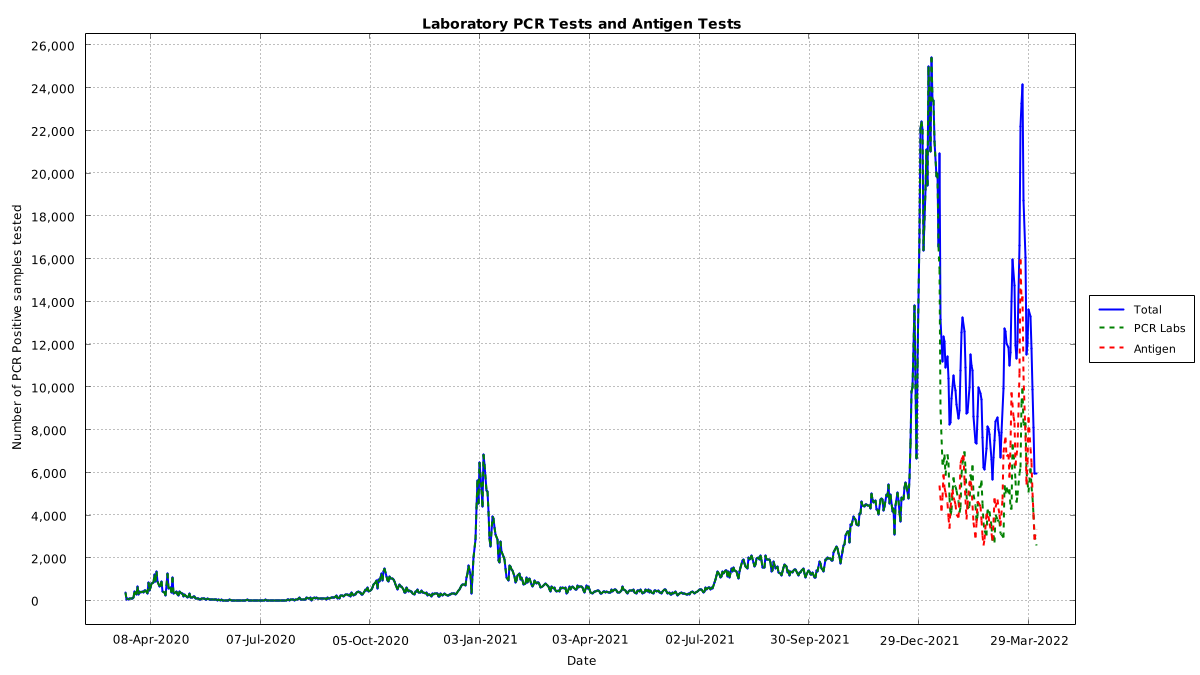 Laboratory PCR Tests and Antigen Tests
Number of PCR Positive samples tested
26,000
24,000
22,000
20,000
18,000
16,000
14,000
12,000
10,000
8,000
6,000
4,000
2,000
0
08-Apr-2020 07-Jul-2020 05-Oct-2020 03-Jan-2021 03-Apr-2021 02-Jul-2021 30-Sep-2021 29-Dec-2021 29-Mar-2022
Date
Total
PCR Labs
Antigen